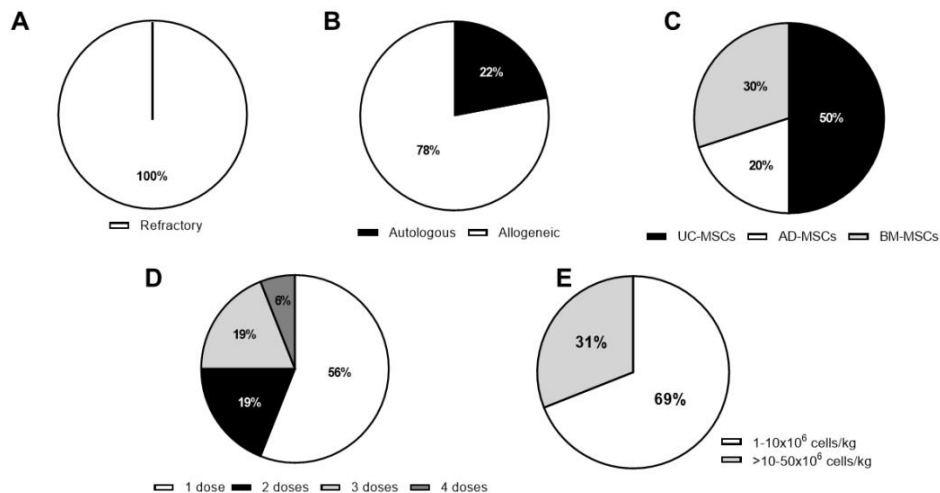 A
100%
Refractory
B
22%
78%
Autologous Allogeneic
C
30%
50%
20%
UC-MSCs AD-MSCs BM-MSCs
D
6%
19%
56%
19%
1 dose 2 doses 3 doses 4 doses
E
31%
69%
1-10x10⁶ cells/kg
>10-50x10⁶ cells/kg